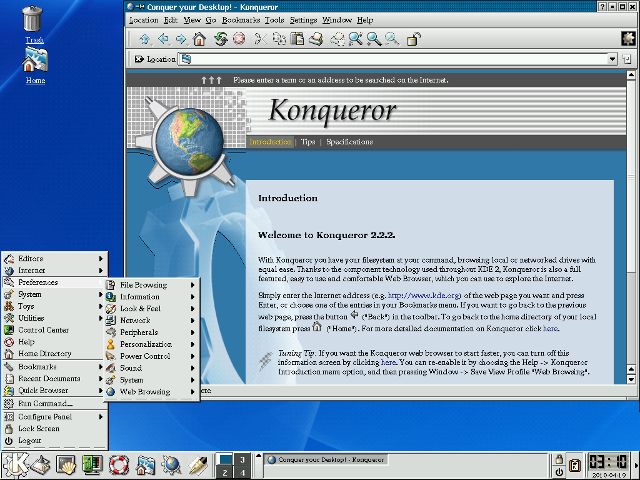 Conquer your Desktop! - Konqueror
Location Edit View Go Bookmarks Tools Settings Window Help
Location
Please enter a term or an address to be searched on the Internet.
Konqueror
Introduction | Tips | Specifications
Introduction
Welcome to Konqueror 2.2.2.
With Konqueror you have your filesystem at your command, browsing local or networked drives with
equal ease. Thanks to the component technology used throughout KDE 2, Konqueror is also a full
featured, easy to use and comfortable Web Browser, which you can use to explore the Internet.
Simply enter the Internet address (e.g. http://www.kde.org) of the web page you want and press
Enter, or choose one of the entries in your Bookmarks menu. If you want to go back to the previous
web page, press the button ("Back") in the toolbar. To go back to the home directory of your local
filesystem press ("Home"). For more detailed documentation on Konqueror click here.
Tuning Tip: If you want the Konqueror web browser to start faster, you can turn off this
information screen by clicking here. You can re-enable it by choosing the Help -> Konqueror
Introduction menu option, and then pressing Window -> Save View Profile "Web Browsing".
Trash
Home
Editors
Internet
Preferences
System
Toys
Utilities
Control Center
Help
Home Directory
Bookmarks
Recent Documents
Quick Browser
Run Command...
Configure Panel
Lock Screen
Logout
File Browsing
Information
Look & Feel
Network
Peripherals
Personalization
Power Control
Sound
System
Web Browsing
2
3
4
Conquer your Desktop! - Konqueror
03:10
2010-04-19